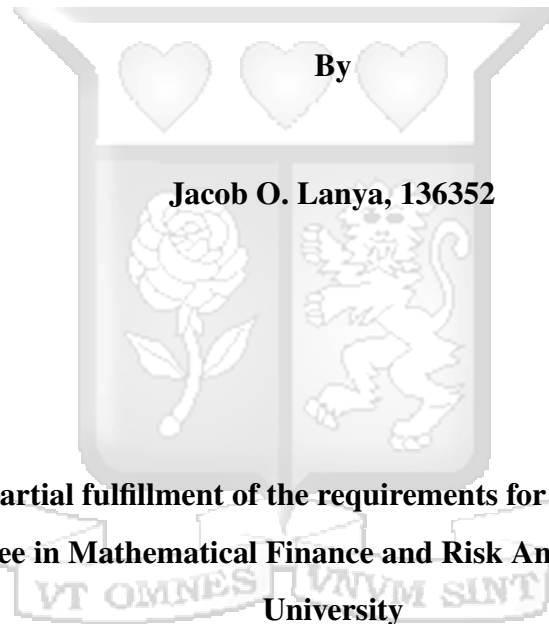 By
Jacob O. Lanya, 136352
artial fulfillment of the requirements for
ee in Mathematical Finance and Risk An
University
VT OMNES VNVM SINT